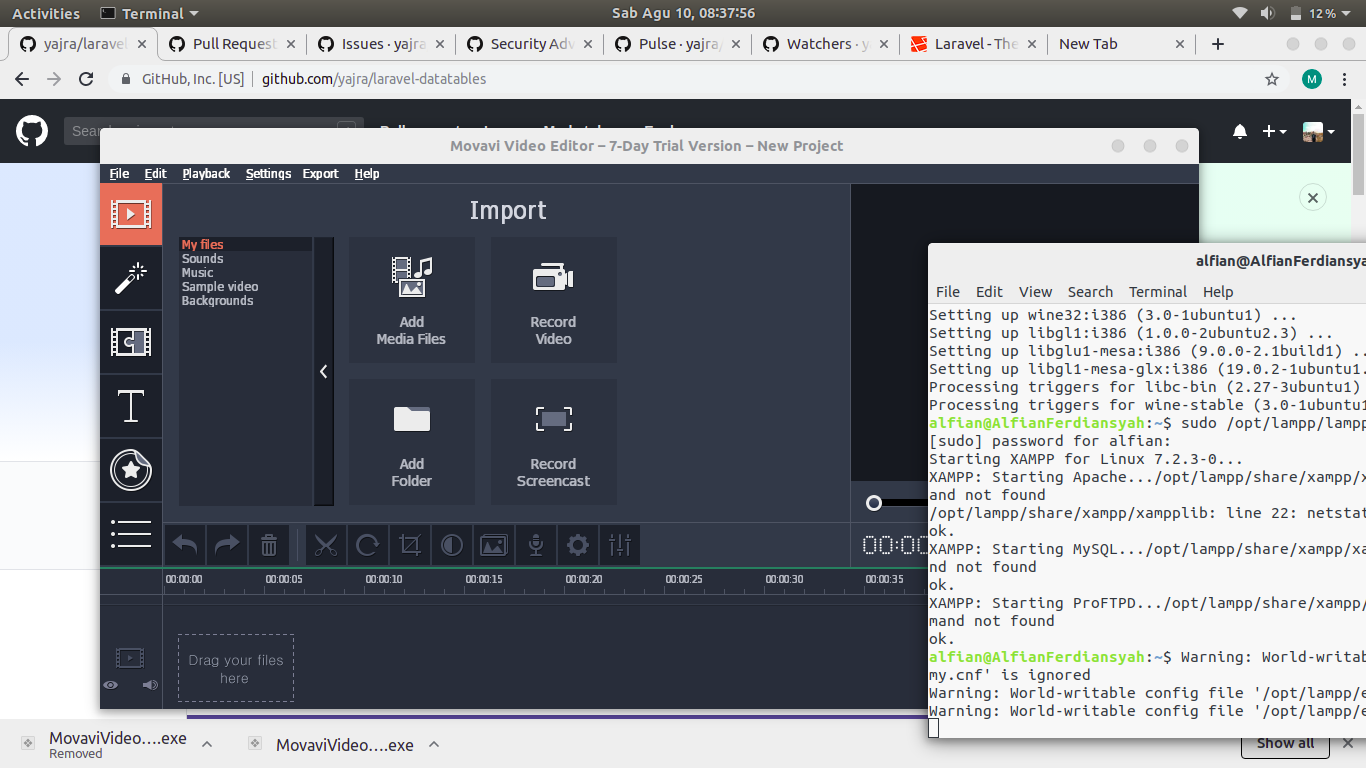 Activities Terminal Sab Agu 10, 08:37:56 12%
yajra/laravel Pull Request Issues · yajra Security Adv Pulse · yajra/ Watchers · y Laravel - The New Tab
GitHub, Inc. [US] github.com/yajra/laravel-datatables M
Sea
Movavi Video Editor – 7-Day Trial Version – New Project
File Edit Playback Settings Export Help
Import
My files
Sounds
Music
Sample video
Backgrounds
Add
Media Files
Record
Video
Add
Folder
Record
Screencast
00:00
00:00:00 00:00:05 00:00:10 00:00:15 00:00:20 00:00:25 00:00:30 00:00:35
Drag your files
here
alfian@AlfianFerdiansya
File Edit View Search Terminal Help
Setting up wine32:i386 (3.0-1ubuntu1) ...
Setting up libgl1:i386 (1.0.0-2ubuntu2.3) ...
Setting up libglu1-mesa:i386 (9.0.0-2.1build1) ..
Setting up libgl1-mesa-glx:i386 (19.0.2-1ubuntu1.
Processing triggers for libc-bin (2.27-3ubuntu1)
Processing triggers for wine-stable (3.0-1ubuntu1
alfian@AlfianFerdiansyah:~$ sudo /opt/lampp/lampp
[sudo] password for alfian:
Starting XAMPP for Linux 7.2.3-0...
XAMPP: Starting Apache.../opt/lampp/share/xampp/x
and not found
/opt/lampp/share/xampp/xampplib: line 22: netstat
ok.
XAMPP: Starting MySQL.../opt/lampp/share/xampp/xa
nd not found
ok.
XAMPP: Starting ProFTPD.../opt/lampp/share/xampp/
mand not found
ok.
alfian@AlfianFerdiansyah:~$ Warning: World-writab
my.cnf' is ignored
Warning: World-writable config file '/opt/lampp/e
Warning: World-writable config file '/opt/lampp/e
MovaviVideo....exe
Removed
MovaviVideo....exe
Show all